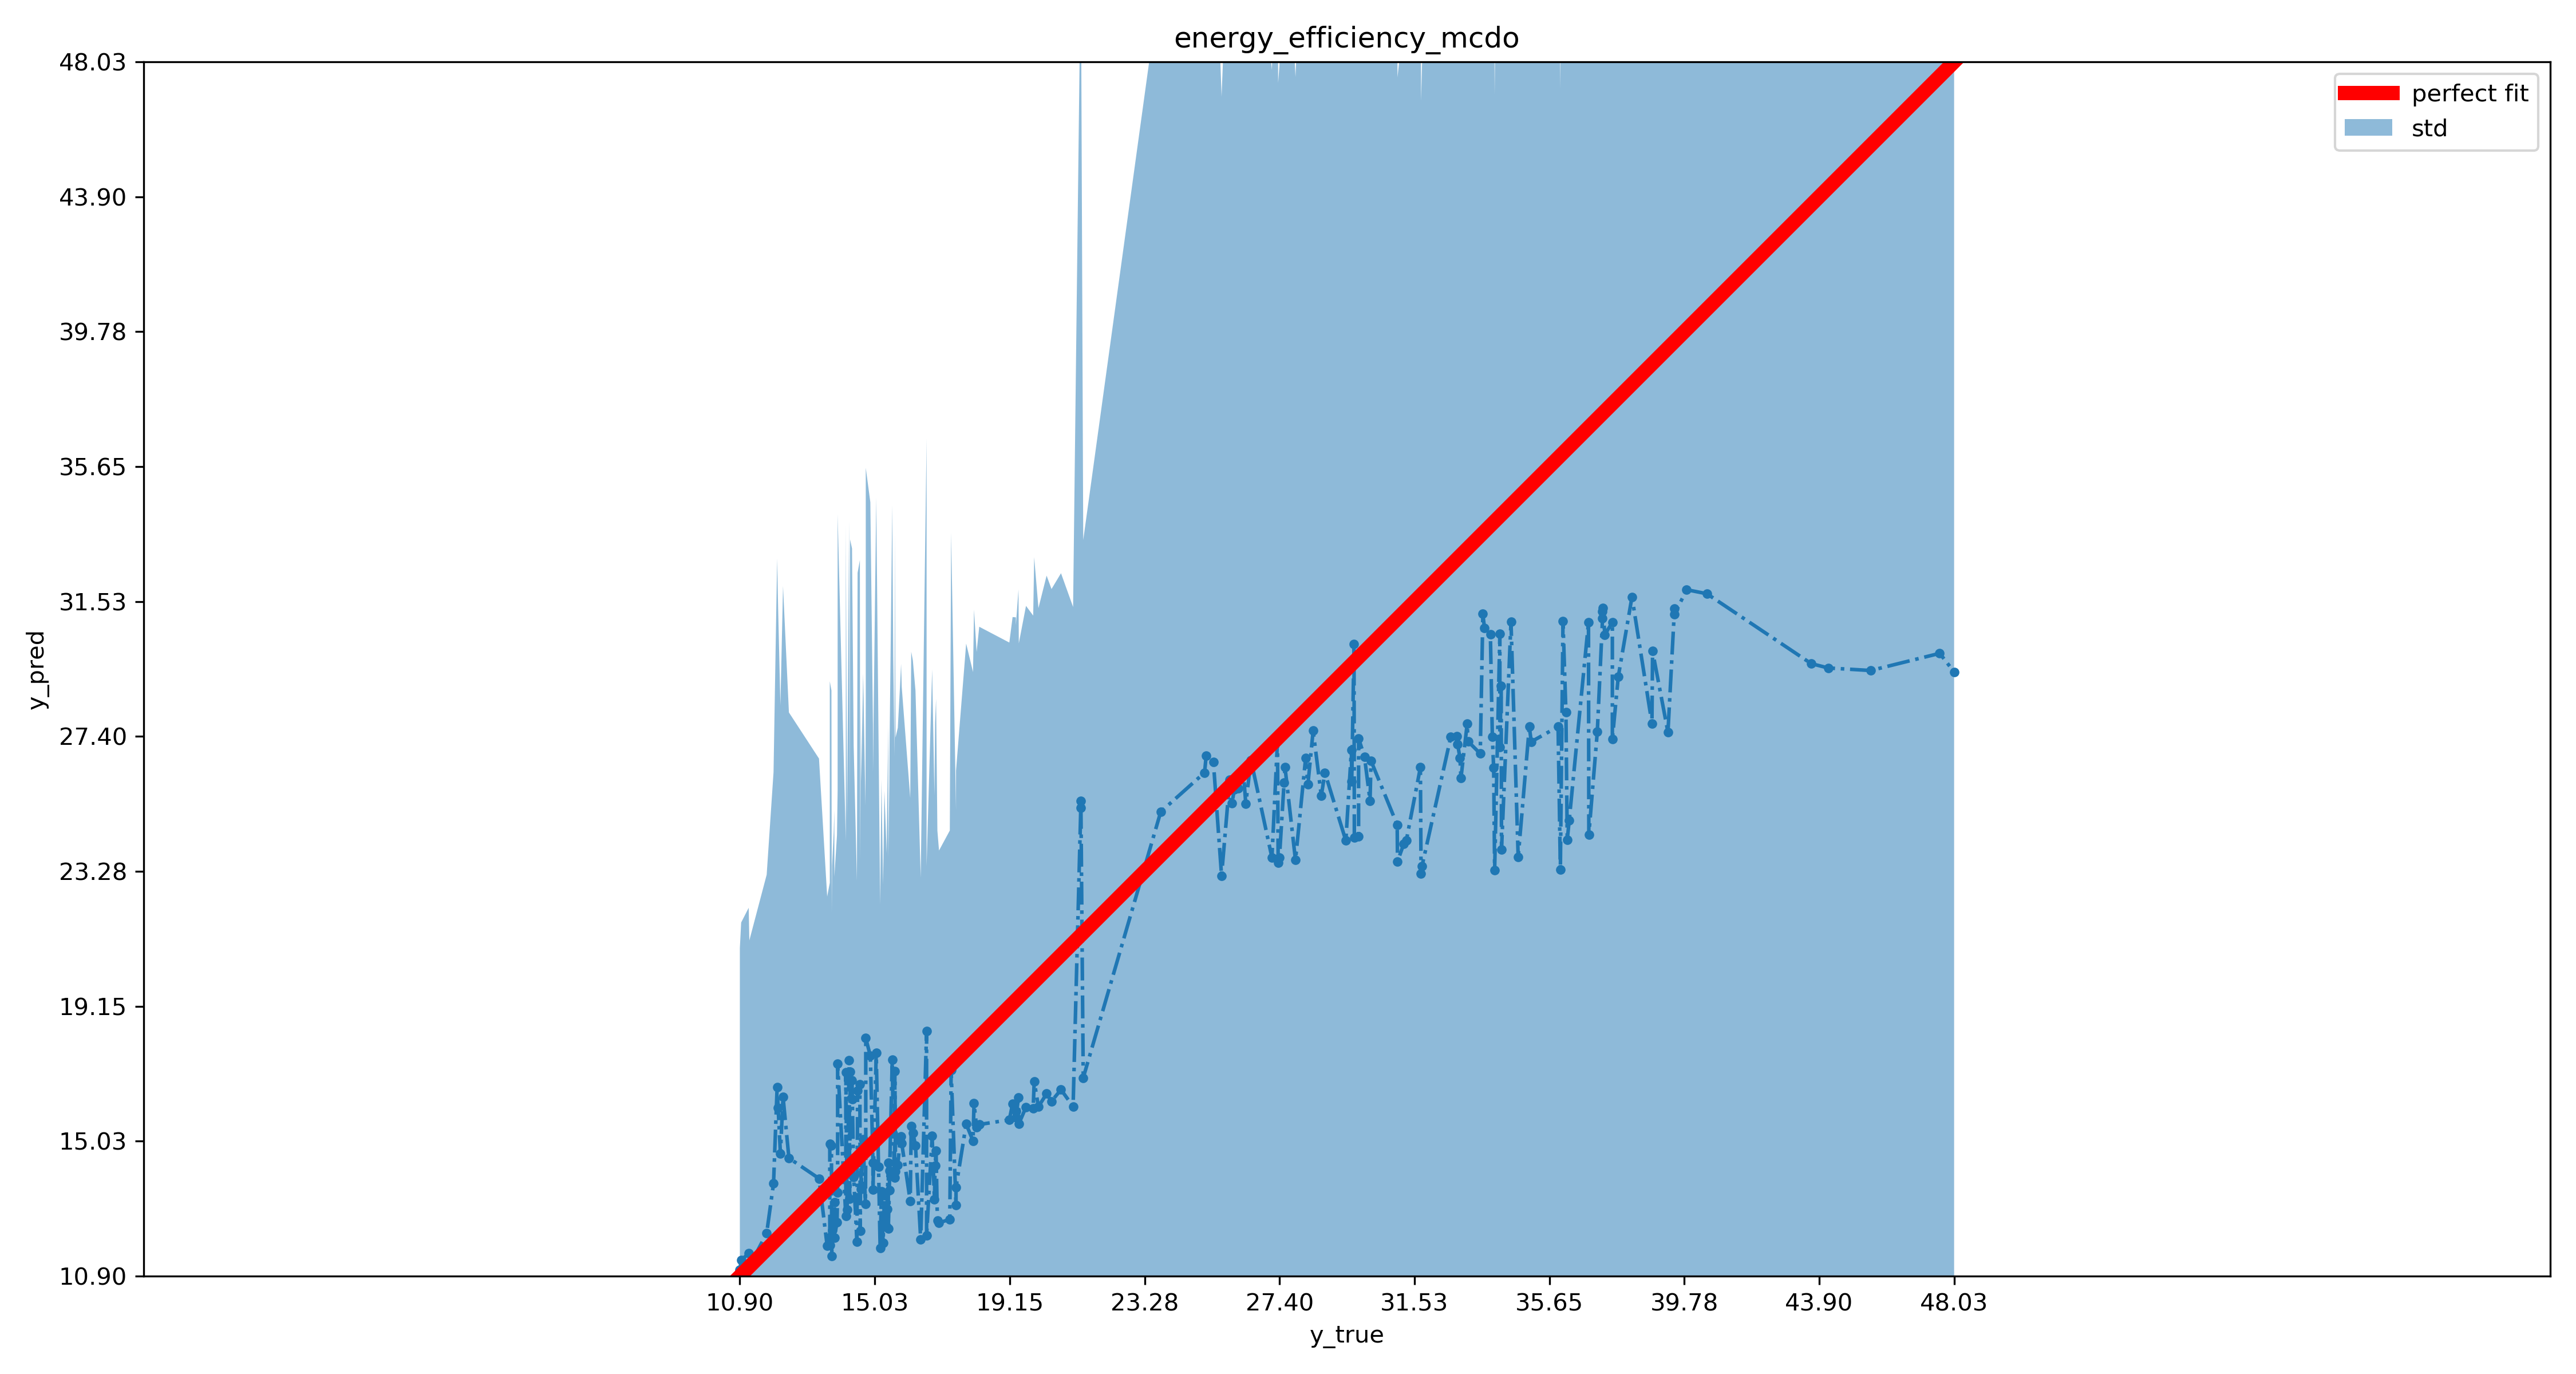 energy_efficiency_mcdo
perfect fit
std
48.03
43.90
39.78
35.65
31.53
27.40
23.28
19.15
15.03
10.90
y_pred
10.90 15.03 19.15 23.28 27.40 31.53 35.65 39.78 43.90 48.03
y_true